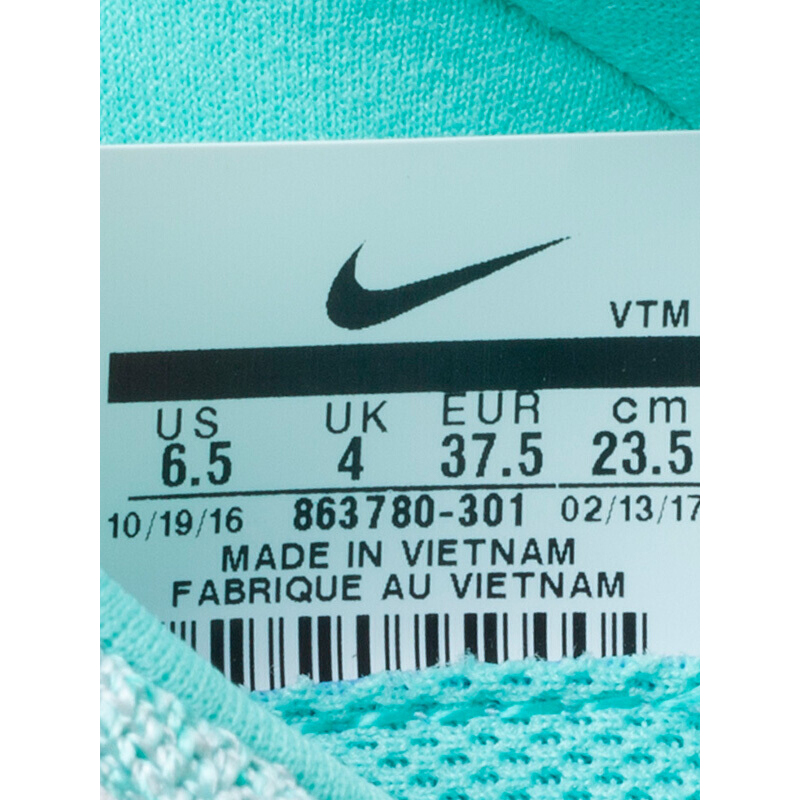 VTM
US UK EUR cm
6.5 4 37.5 23.5
10/19/16 863780-301 02/13/17
MADE IN VIETNAM
FABRIQUE AU VIETNAM